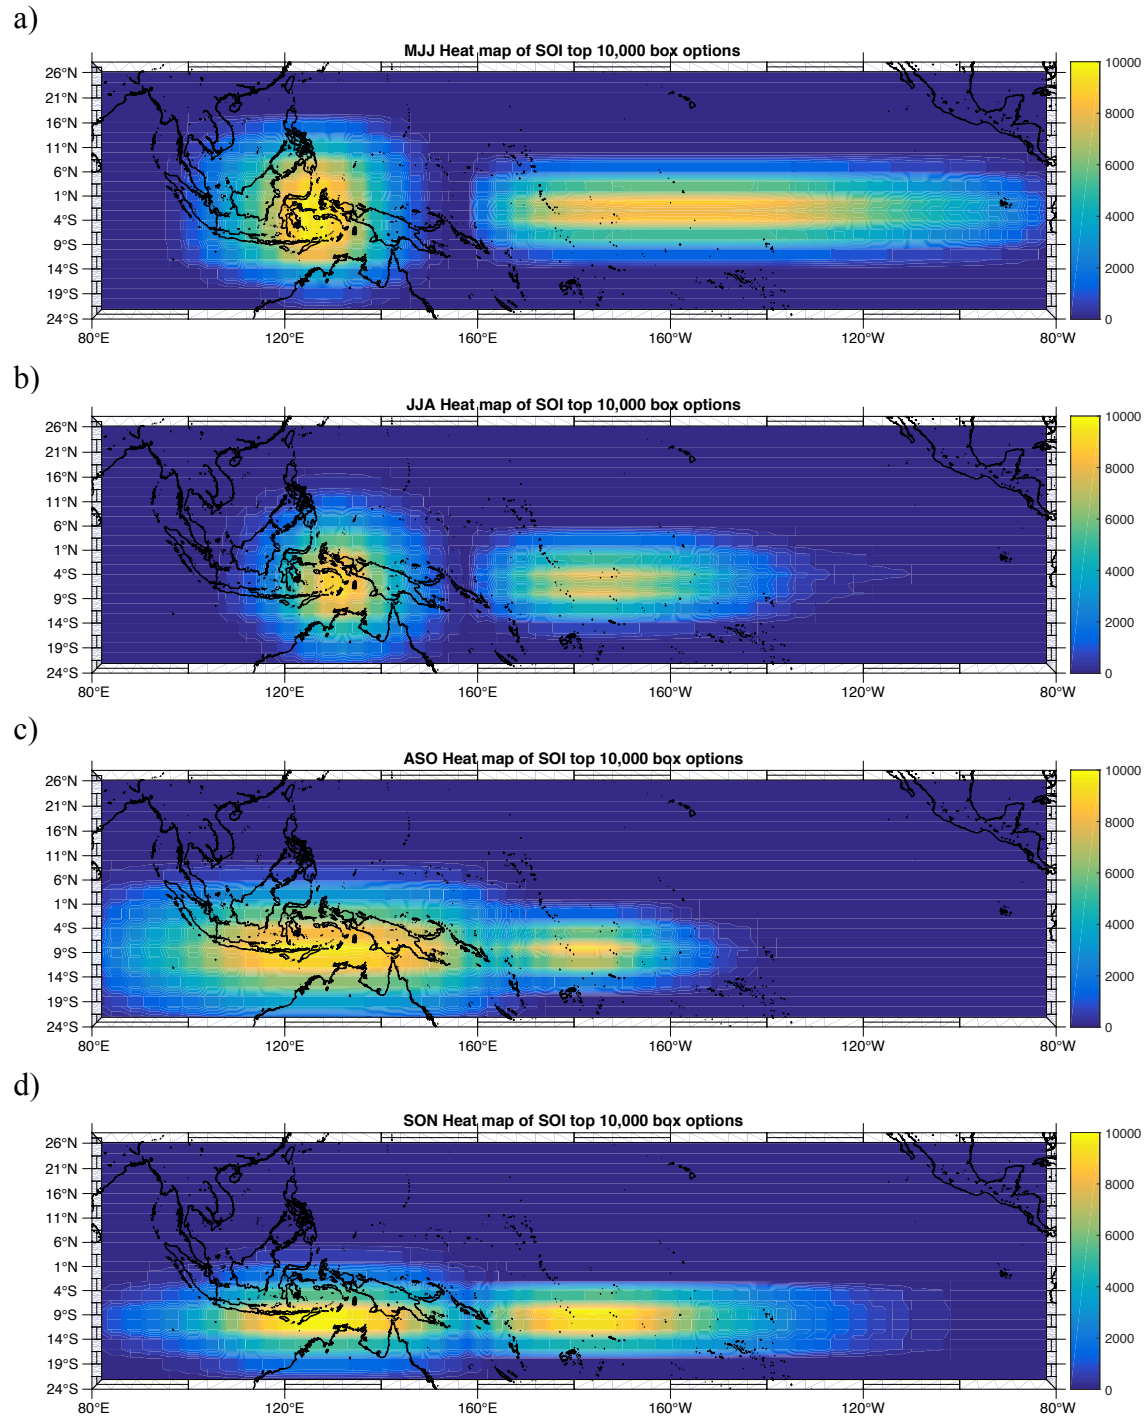 a)
MJJ Heat map of SOI top 10,000 box options
26°N
21°N
16°N
11°N
6°N
1°N
4°S
9°S
14°S
19°S
24°S
80°E 120°E 160°E 160°W 120°W 80°W
10000
8000
6000
4000
2000
0
b)
JJA Heat map of SOI top 10,000 box options
26°N
21°N
16°N
11°N
6°N
1°N
4°S
9°S
14°S
19°S
24°S
80°E 120°E 160°E 160°W 120°W 80°W
10000
8000
6000
4000
2000
0
c)
ASO Heat map of SOI top 10,000 box options
26°N
21°N
16°N
11°N
6°N
1°N
4°S
9°S
14°S
19°S
24°S
80°E 120°E 160°E 160°W 120°W 80°W
10000
8000
6000
4000
2000
0
d)
SON Heat map of SOI top 10,000 box options
26°N
21°N
16°N
11°N
6°N
1°N
4°S
9°S
14°S
19°S
24°S
80°E 120°E 160°E 160°W 120°W 80°W
10000
8000
6000
4000
2000
0